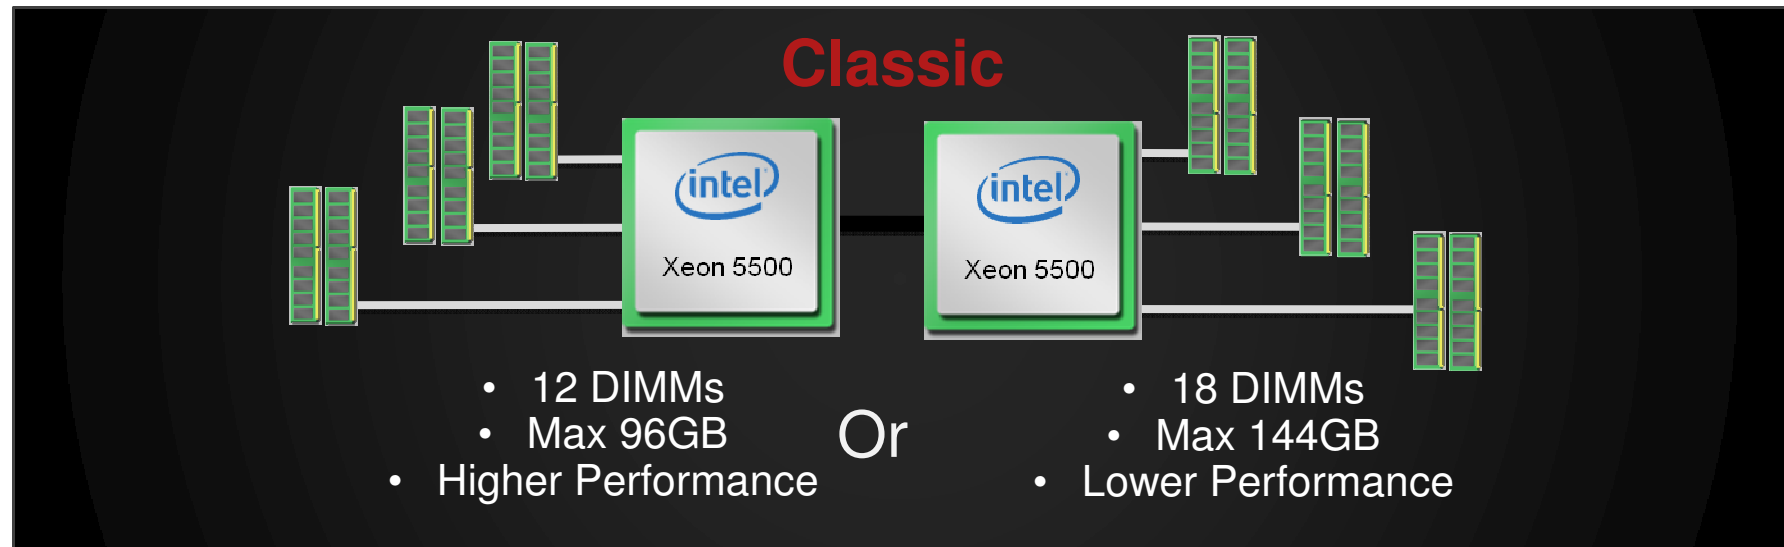 Classic
intel
Xeon 5500
intel
Xeon 5500
• 12 DIMMs
• Max 96GB
• Higher Performance
Or
• 18 DIMMs
• Max 144GB
• Lower Performance